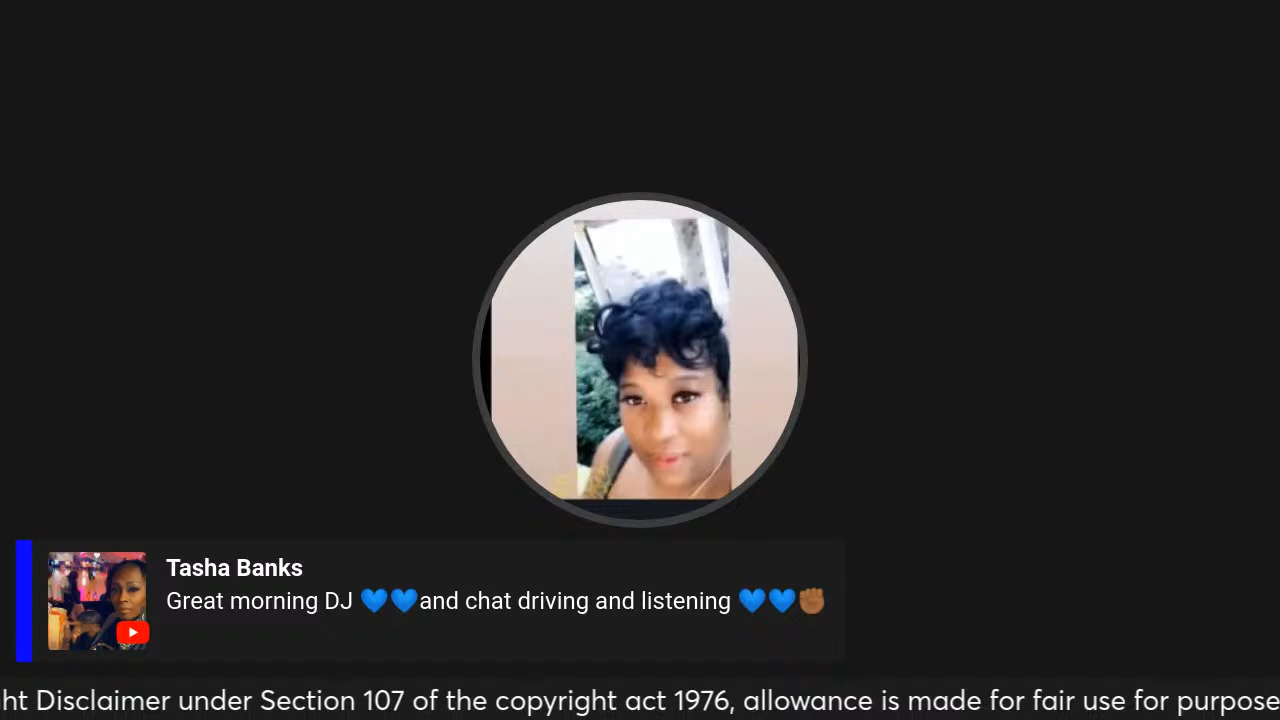 Tasha Banks
Great morning DJ 💙💙and chat driving and listening 💙💙✊🏾
ht Disclaimer under Section 107 of the copyright act 1976, allowance is made for fair use for purpose